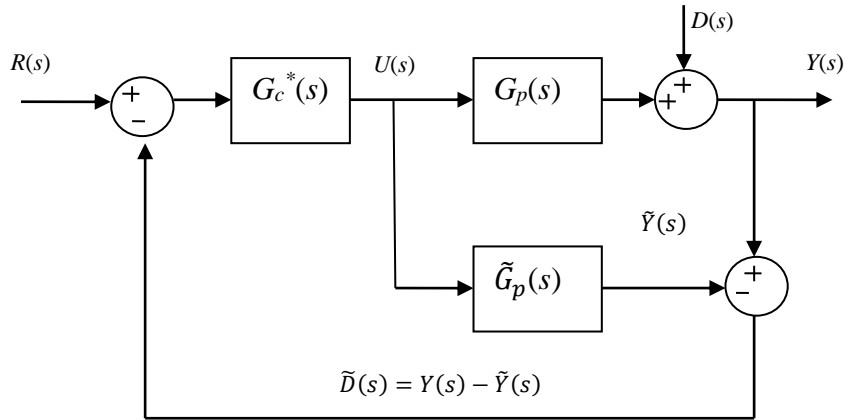 D(s)
R(s)
U(s)
Y(s)
+
−
G_c^*(s)
G_p(s)
+
+
Ỹ(s)
G̃_p(s)
+
−
D̃(s) = Y(s) − Ỹ(s)